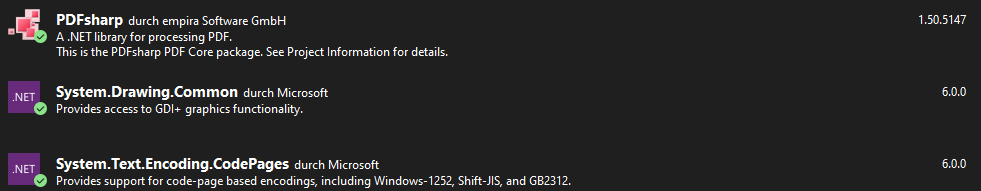 PDFsharp durch empira Software GmbH 1.50.5147
A .NET library for processing PDF.
This is the PDFsharp PDF Core package. See Project Information for details.
.NET System.Drawing.Common durch Microsoft 6.0.0
Provides access to GDI+ graphics functionality.
.NET System.Text.Encoding.CodePages durch Microsoft 6.0.0
Provides support for code-page based encodings, including Windows-1252, Shift-JIS, and GB2312.